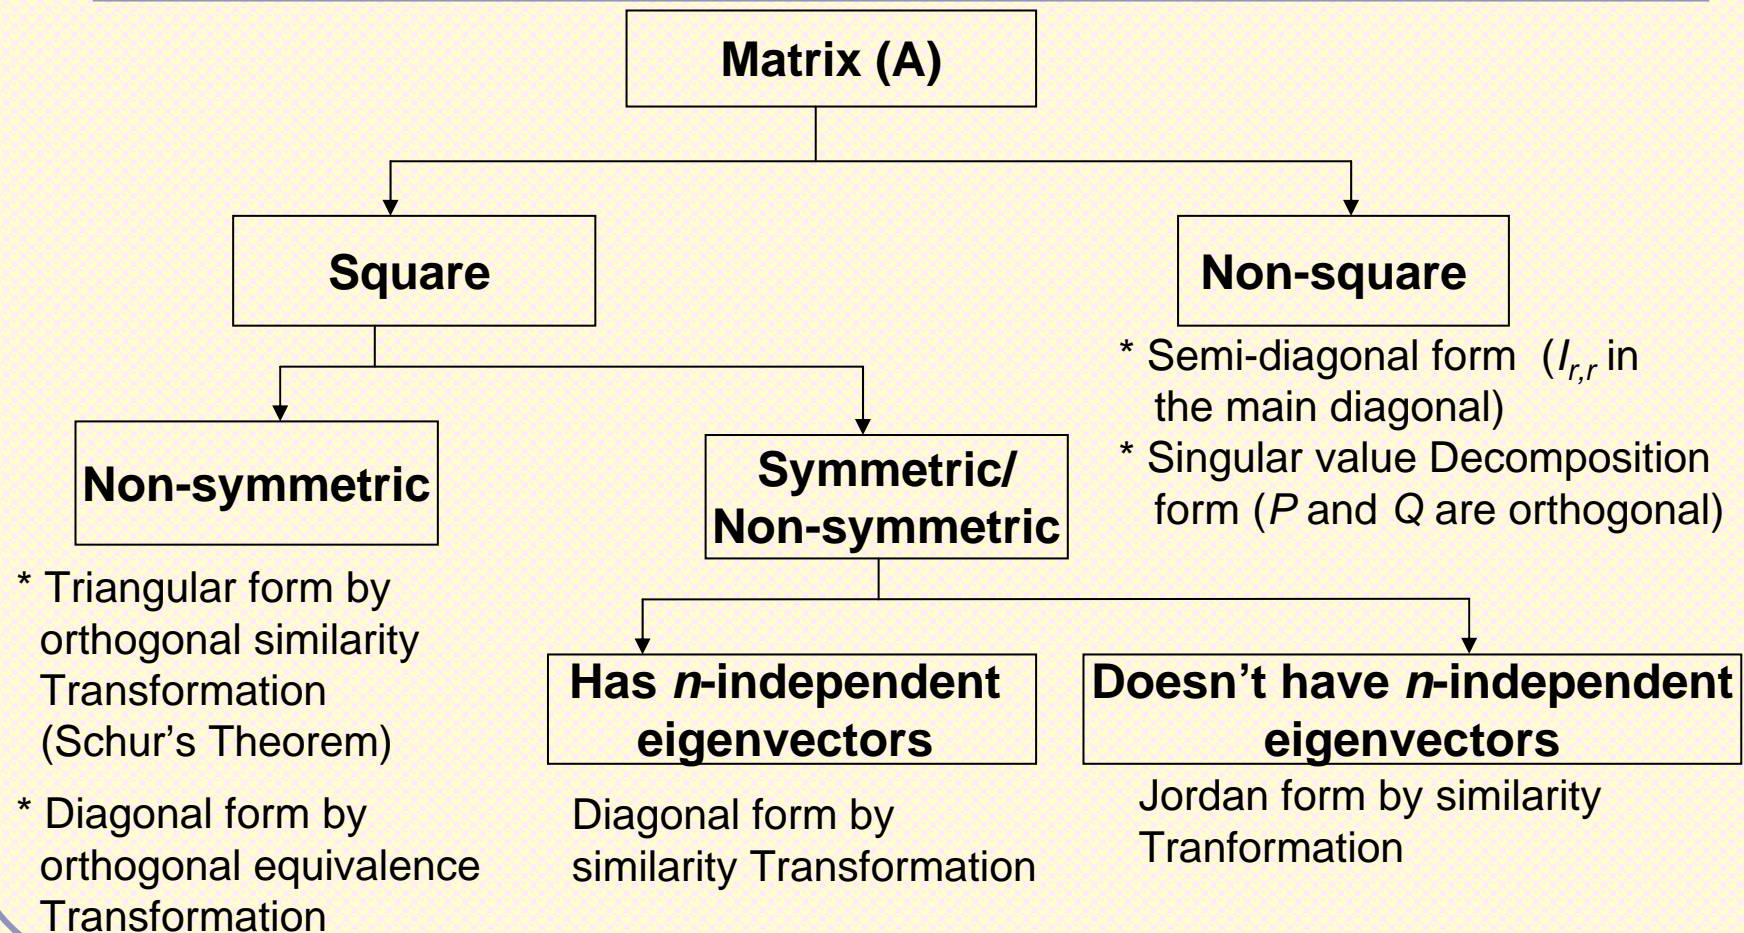 Matrix (A)
Square
Non-square
* Semi-diagonal form (I_{r,r} in
the main diagonal)
* Singular value Decomposition
form (P and Q are orthogonal)
Non-symmetric
Symmetric/
Non-symmetric
* Triangular form by
orthogonal similarity
Transformation
(Schur's Theorem)
* Diagonal form by
orthogonal equivalence
Transformation
Has n-independent
eigenvectors
Diagonal form by
similarity Transformation
Doesn't have n-independent
eigenvectors
Jordan form by similarity
Tranformation